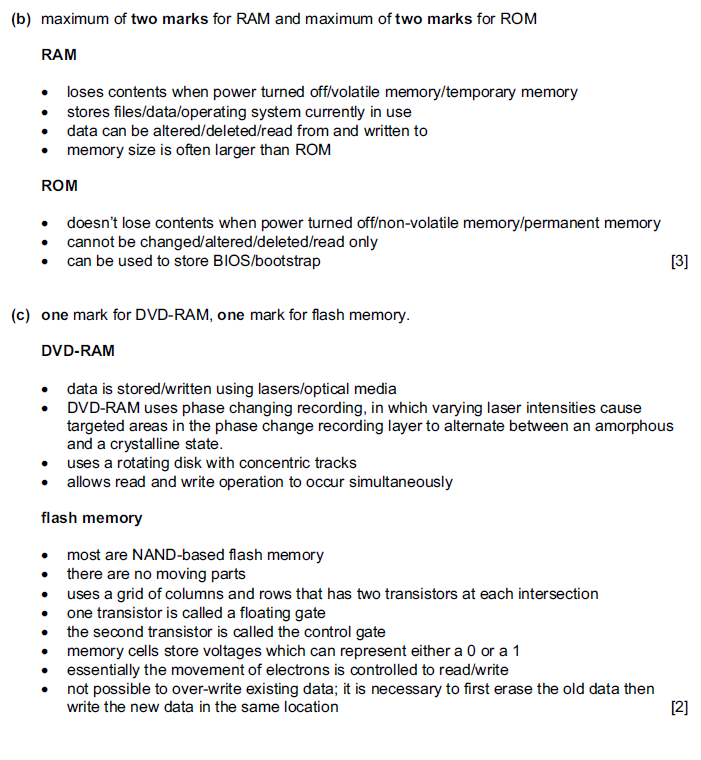 (b) maximum of two marks for RAM and maximum of two marks for ROM
RAM
• loses contents when power turned off/volatile memory/temporary memory
• stores files/data/operating system currently in use
• data can be altered/deleted/read from and written to
• memory size is often larger than ROM
ROM
• doesn't lose contents when power turned off/non-volatile memory/permanent memory
• cannot be changed/altered/deleted/read only
• can be used to store BIOS/bootstrap [3]
(c) one mark for DVD-RAM, one mark for flash memory.
DVD-RAM
• data is stored/written using lasers/optical media
• DVD-RAM uses phase changing recording, in which varying laser intensities cause
targeted areas in the phase change recording layer to alternate between an amorphous
and a crystalline state.
• uses a rotating disk with concentric tracks
• allows read and write operation to occur simultaneously
flash memory
• most are NAND-based flash memory
• there are no moving parts
• uses a grid of columns and rows that has two transistors at each intersection
• one transistor is called a floating gate
• the second transistor is called the control gate
• memory cells store voltages which can represent either a 0 or a 1
• essentially the movement of electrons is controlled to read/write
• not possible to over-write existing data; it is necessary to first erase the old data then
write the new data in the same location [2]